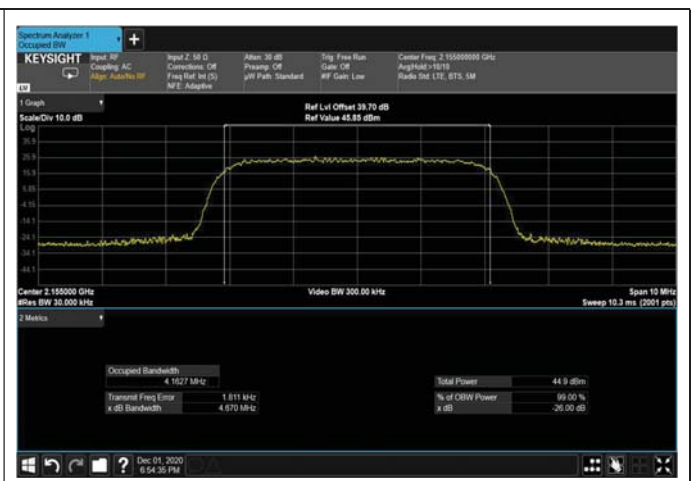 Spectrum Analyzer 1
Occupied BW
KEYSIGHT
Input: RF
Coupling: AC
Align: Auto/No RF
Input Z: 50 Ω
Corrections: Off
Freq Ref: Int (S)
NFE: Adaptive
Atten: 30 dB
Preamp: Off
µW Path: Standard
Trig: Free Run
Gate: Off
#IF Gain: Low
Center Freq: 2.155000000 GHz
Avg|Hold:>10/10
Radio Std: LTE, BTS, 5M
LXI
1 Graph
Scale/Div 10.0 dB
Ref Lvl Offset 39.70 dB
Ref Value 45.85 dBm
Log
35.9
25.9
15.9
5.85
-4.15
-14.1
-24.1
-34.1
-44.1
Center 2.155000 GHz
#Res BW 30.000 kHz
Video BW 300.00 kHz
Span 10 MHz
Sweep 10.3 ms (2001 pts)
2 Metrics
Occupied Bandwidth
4.1627 MHz
Transmit Freq Error 1.811 kHz
x dB Bandwidth 4.670 MHz
Total Power 44.9 dBm
% of OBW Power 99.00 %
x dB -26.00 dB
?
Dec 01, 2020
6:54:35 PM